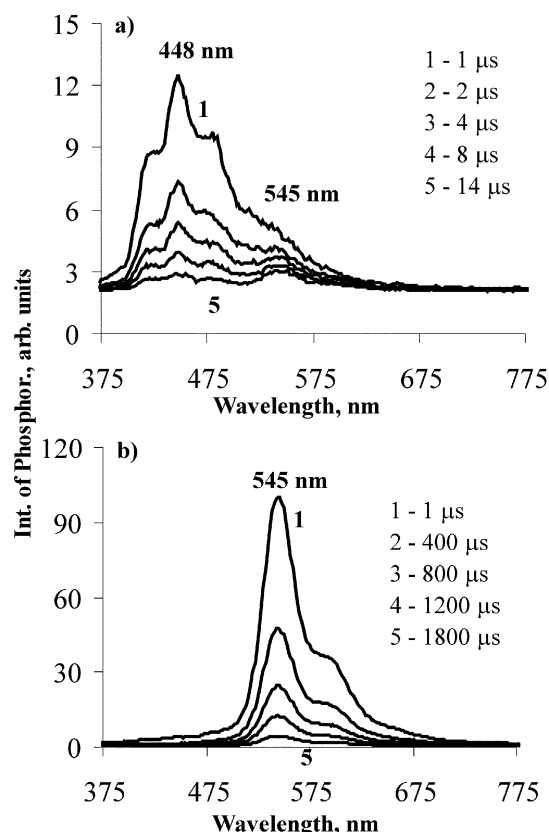 Int. of Phosphor., arb. units
a)
15
12
9
6
3
0
448 nm
1
545 nm
5
1 - 1 μs
2 - 2 μs
3 - 4 μs
4 - 8 μs
5 - 14 μs
375 475 575 675 775
Wavelength, nm
b)
120
90
60
30
0
545 nm
1
5
1 - 1 μs
2 - 400 μs
3 - 800 μs
4 - 1200 μs
5 - 1800 μs
375 475 575 675 775
Wavelength, nm